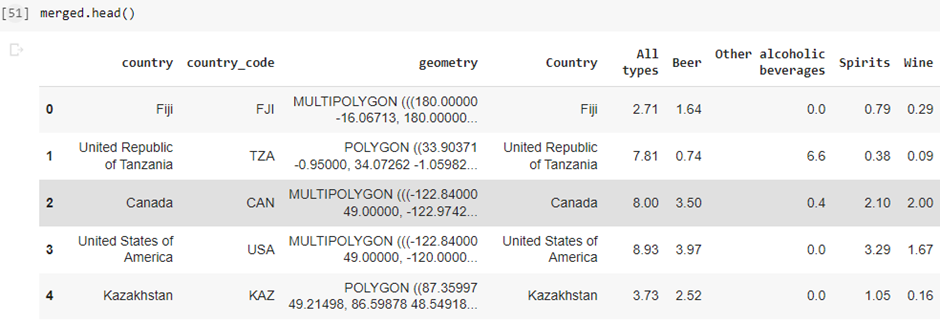 [51] merged.head()
country country_code geometry Country All types Beer Other alcoholic beverages Spirits Wine
0 Fiji FJI MULTIPOLYGON (((180.00000 -16.06713, 180.00000... Fiji 2.71 1.64 0.0 0.79 0.29
1 United Republic of Tanzania TZA POLYGON ((33.90371 -0.95000, 34.07262 -1.05982... United Republic of Tanzania 7.81 0.74 6.6 0.38 0.09
2 Canada CAN MULTIPOLYGON (((-122.84000 49.00000, -122.9742... Canada 8.00 3.50 0.4 2.10 2.00
3 United States of America USA MULTIPOLYGON (((-122.84000 49.00000, -120.0000... United States of America 8.93 3.97 0.0 3.29 1.67
4 Kazakhstan KAZ POLYGON ((87.35997 49.21498, 86.59878 48.54918... Kazakhstan 3.73 2.52 0.0 1.05 0.16